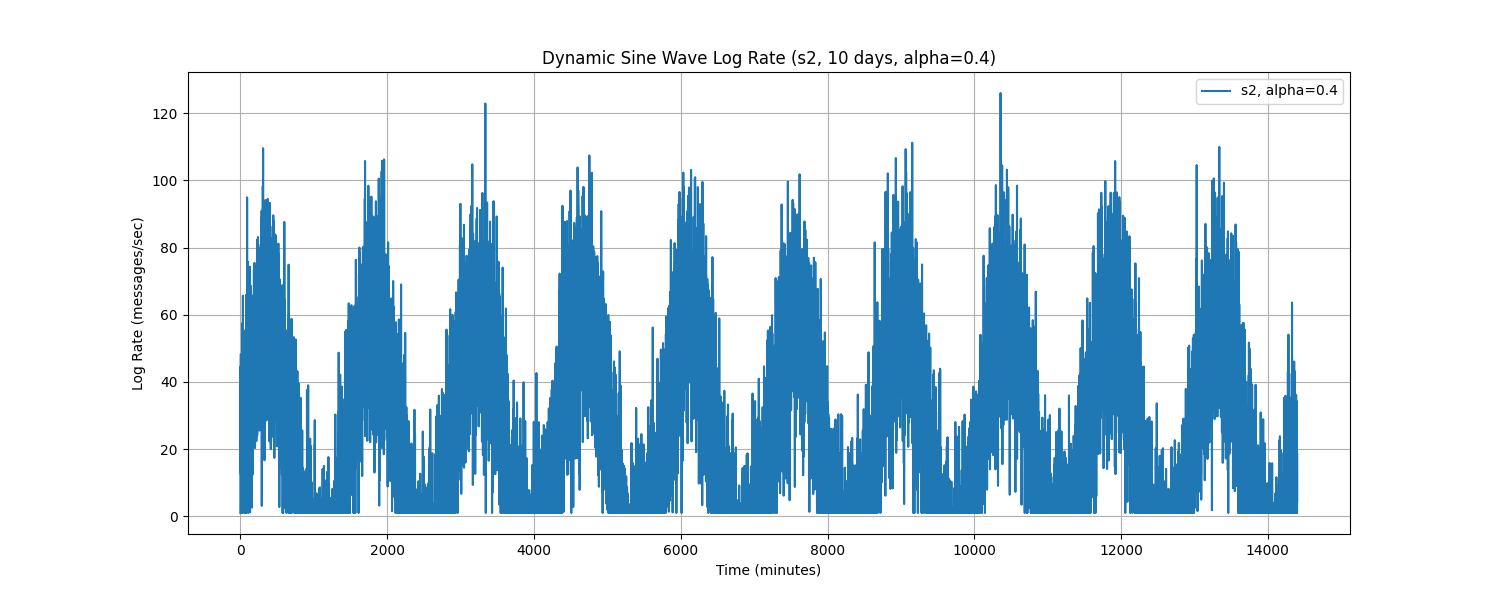 Dynamic Sine Wave Log Rate (s2, 10 days, alpha=0.4)
s2, alpha=0.4
Log Rate (messages/sec)
120
100
80
60
40
20
0
0 2000 4000 6000 8000 10000 12000 14000
Time (minutes)